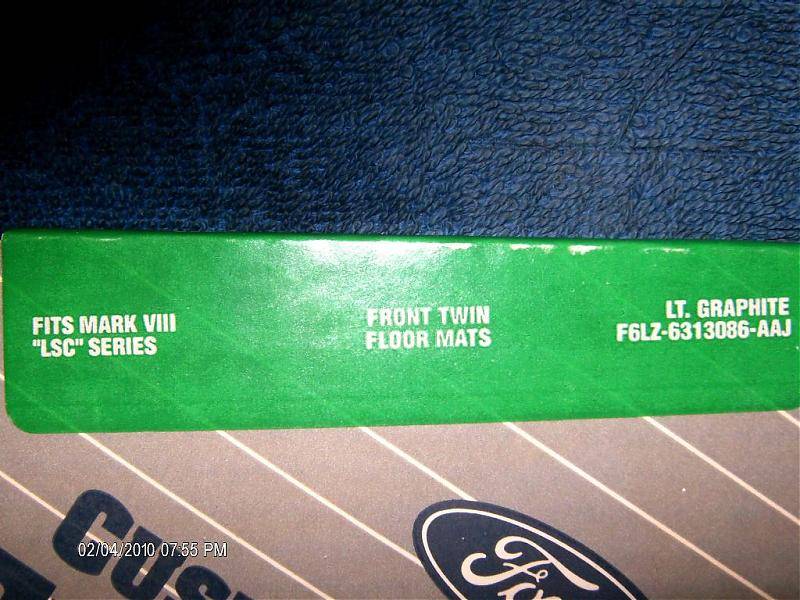 FITS MARK VIII
"LSC" SERIES
FRONT TWIN
FLOOR MATS
LT. GRAPHITE
F6LZ-6313086-AAJ
02/04/2010 07:55 PM